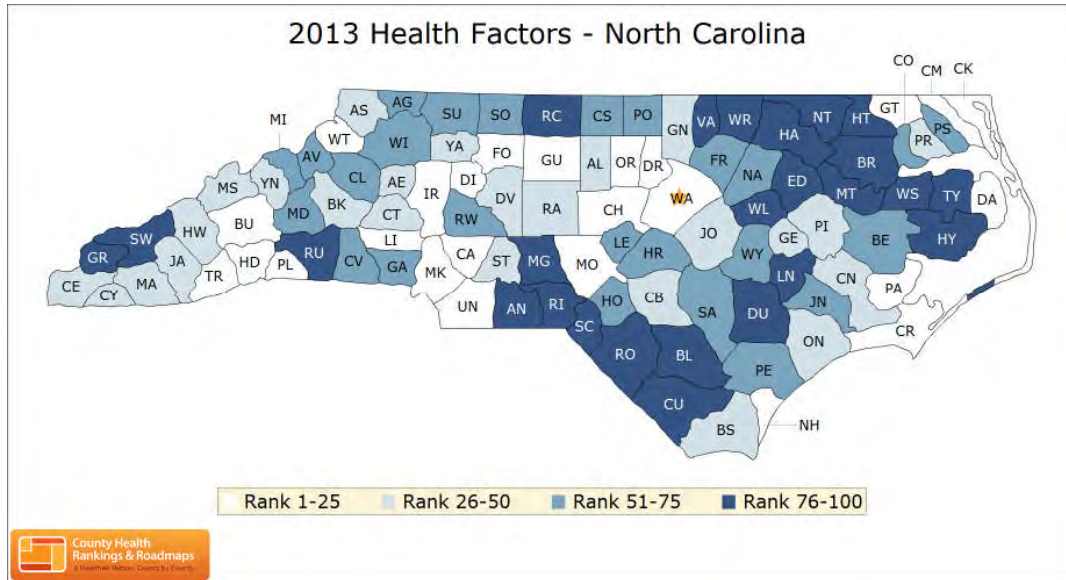 2013 Health Factors - North Carolina
CO CM CK
MI
AS AG SU SO RC CS PO GN VA WR NT HT GT
WT AV WI YA FO GU AL OR DR FR HA BR PR PS
MS YN CL AE IR DI DV WA NA ED MT WS TY DA
SW HW BU MD BK CT RW RA CH WL PI BE HY
GR JA HD PL RU CV LI CA ST MG MO LE HR JO WY GE
CE CY MA TR GA MK AN RI HO CB SA LN CN PA
UN SC DU JN CR
RO BL ON
PE
CU
BS NH
Rank 1-25 Rank 26-50 Rank 51-75 Rank 76-100
County Health
Rankings & Roadmaps
A Healthier Nation, County by County